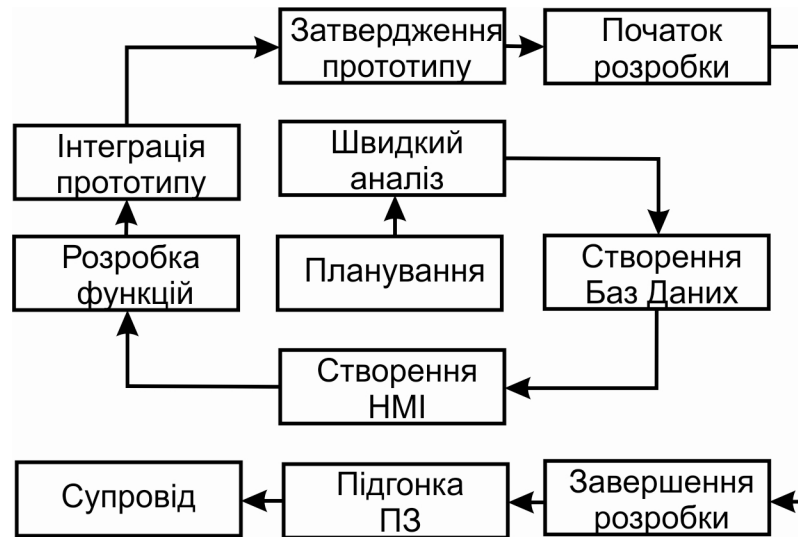 Затвердження
прототипу
Початок
розробки
Інтеграція
прототипу
Швидкий
аналіз
Розробка
функцій
Планування
Створення
Баз Даних
Створення
HMI
Супровід
Підгонка
ПЗ
Завершення
розробки